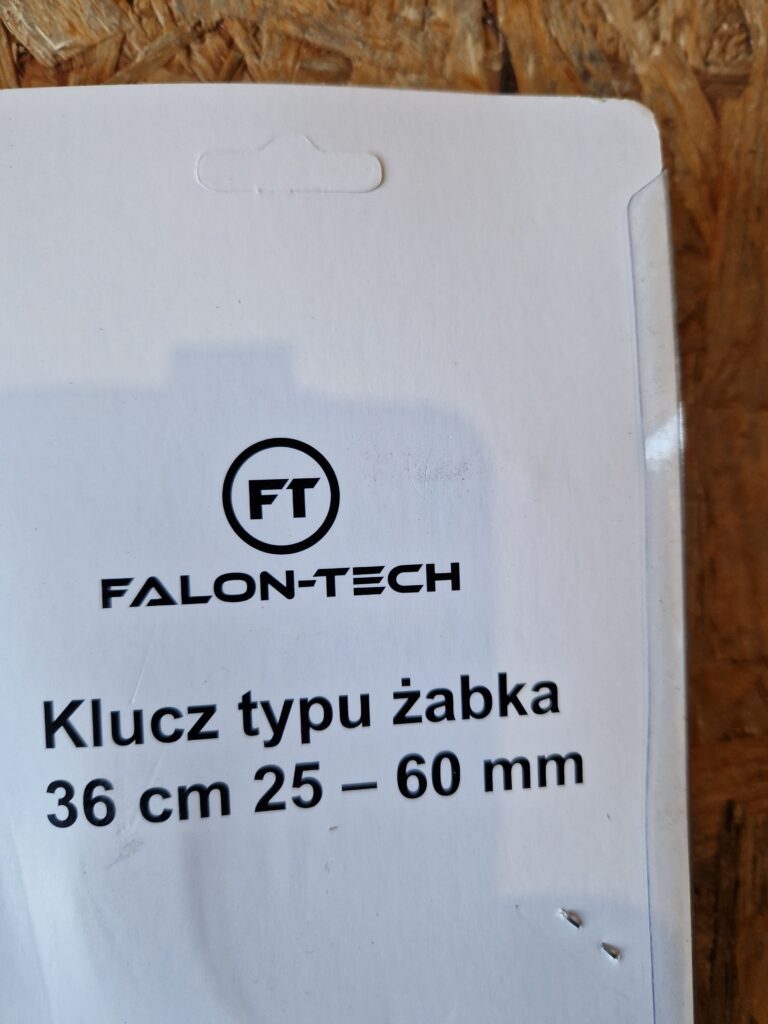 FT
FALON-TECH
Klucz typu żabka
36 cm 25 – 60 mm